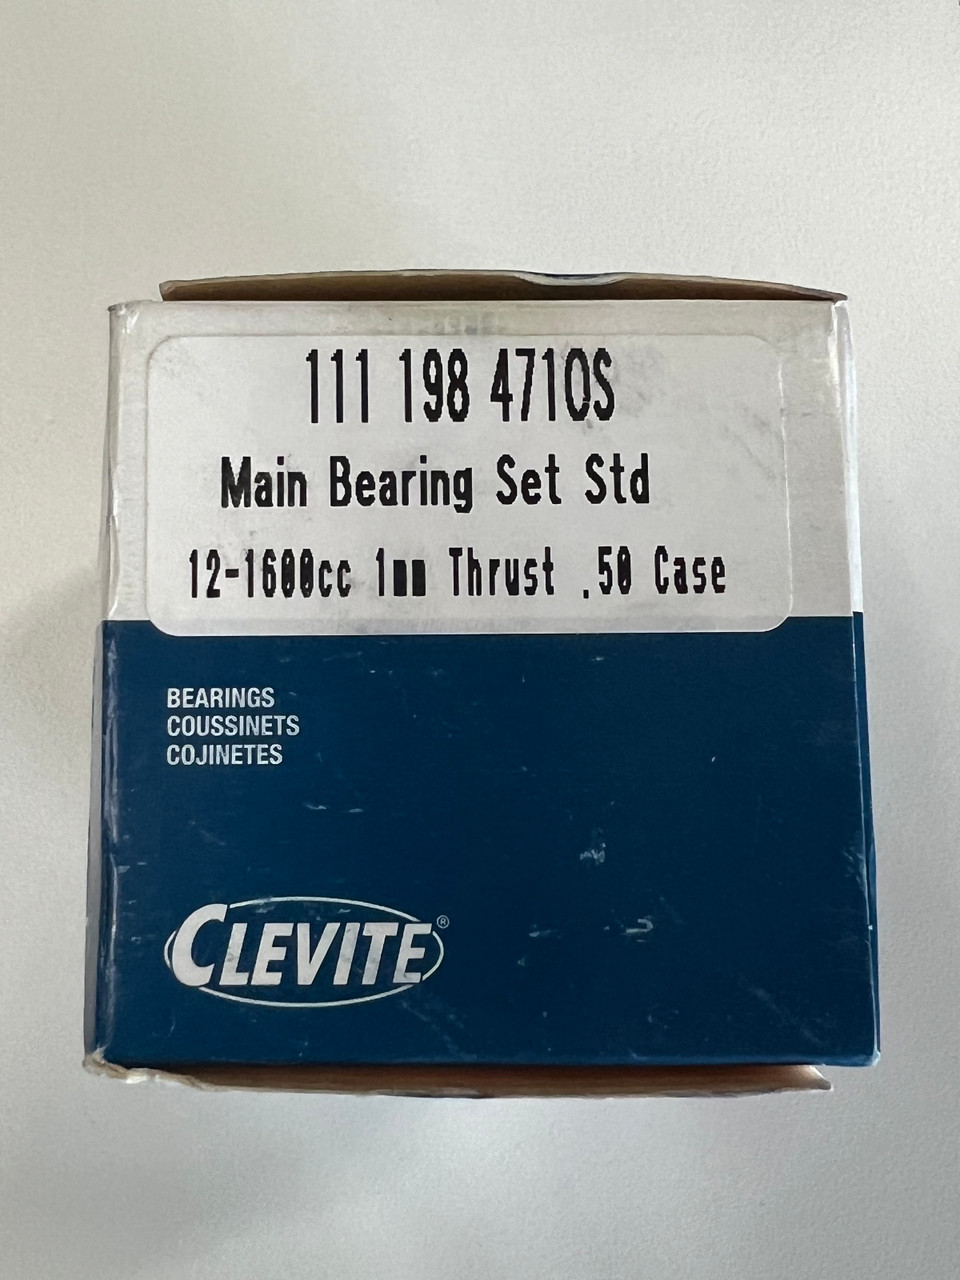 111 198 471OS
Main Bearing Set Std
12-1600cc 1mm Thrust .50 Case
BEARINGS
COUSSINETS
COJINETES
CLEVITE®